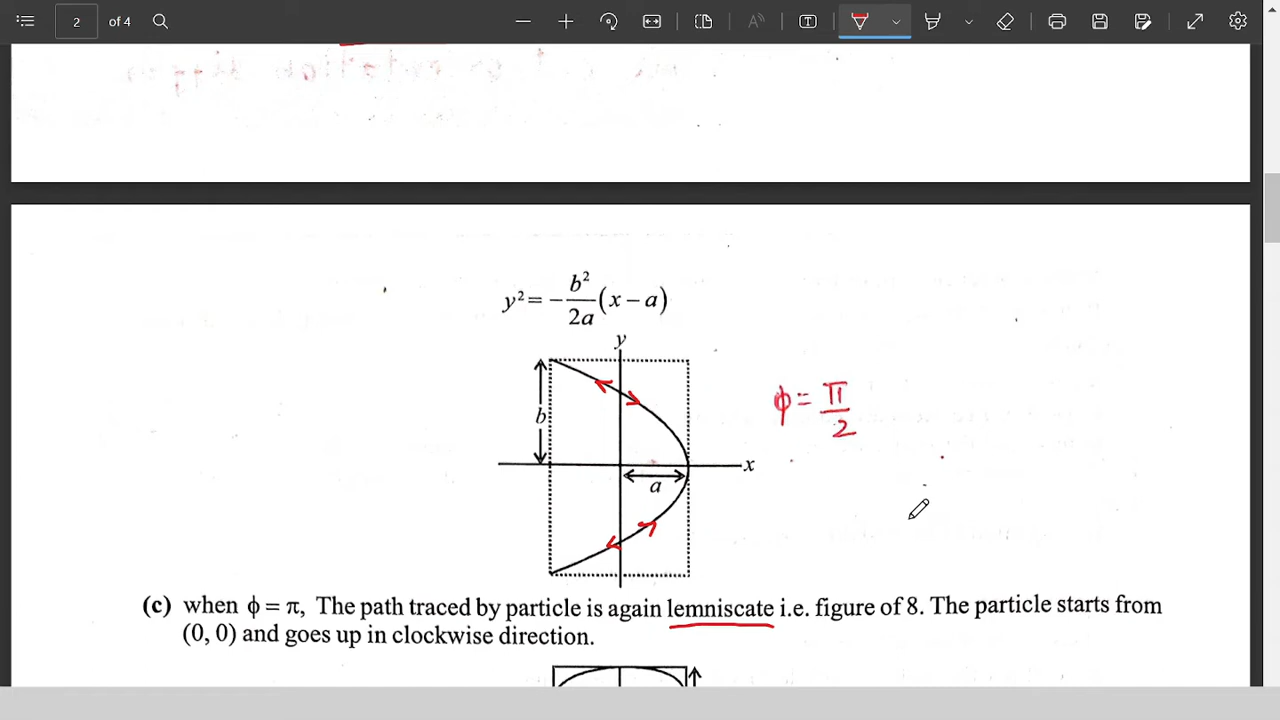 2 of 4
y² = -b²/2a (x – a)
y
b
ϕ = π/2
x
a
(c) when ϕ = π, The path traced by particle is again lemniscate i.e. figure of 8. The particle starts from
(0, 0) and goes up in clockwise direction.